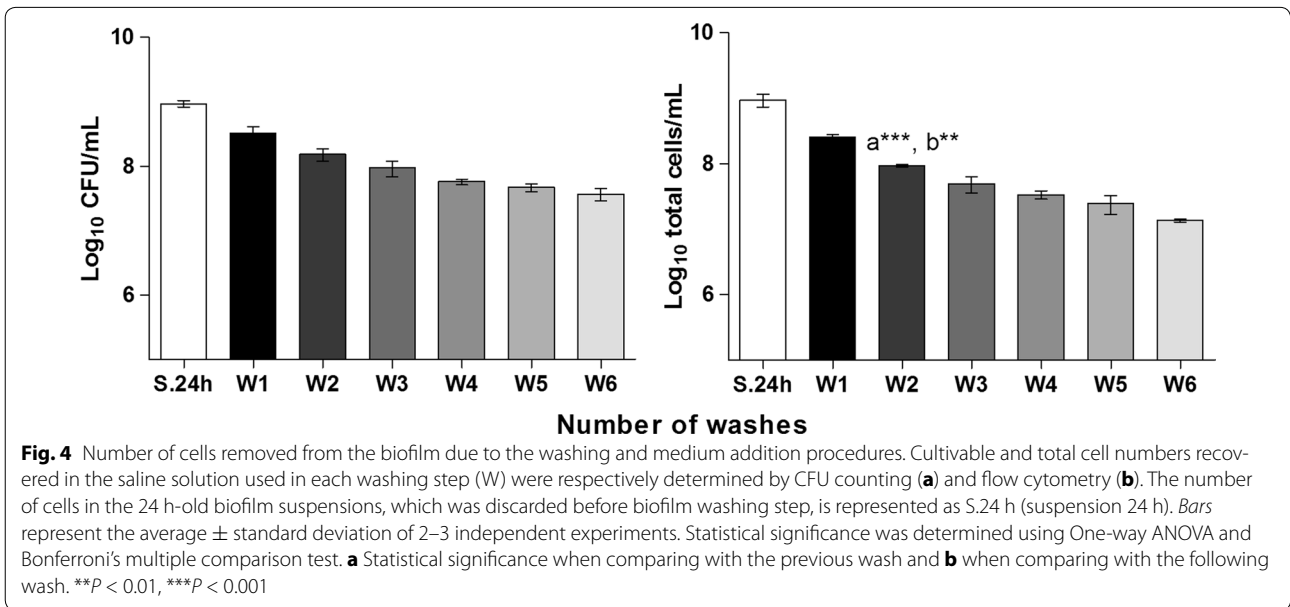 10
8
6
Log10 CFU/mL
S.24h W1 W2 W3 W4 W5 W6
10
8
6
Log10 total cells/mL
a***, b**
S.24h W1 W2 W3 W4 W5 W6
Number of washes
Fig. 4 Number of cells removed from the biofilm due to the washing and medium addition procedures. Cultivable and total cell numbers recov-
ered in the saline solution used in each washing step (W) were respectively determined by CFU counting (a) and flow cytometry (b). The number
of cells in the 24 h-old biofilm suspensions, which was discarded before biofilm washing step, is represented as S.24 h (suspension 24 h). Bars
represent the average ± standard deviation of 2–3 independent experiments. Statistical significance was determined using One-way ANOVA and
Bonferroni's multiple comparison test. a Statistical significance when comparing with the previous wash and b when comparing with the following
wash. **P < 0.01, ***P < 0.001